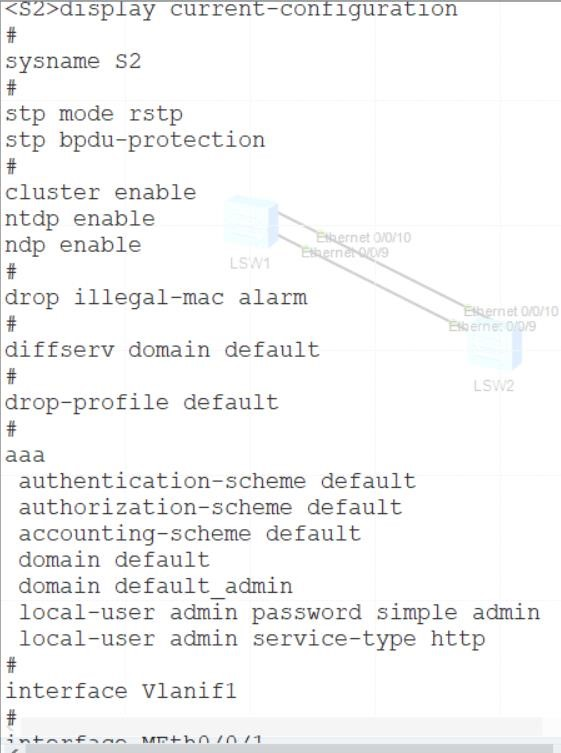 <S2>display current-configuration
#
sysname S2
#
stp mode rstp
stp bpdu-protection
#
cluster enable
ntdp enable
ndp enable
#
drop illegal-mac alarm
#
diffserv domain default
#
drop-profile default
#
aaa
 authentication-scheme default
 authorization-scheme default
 accounting-scheme default
 domain default
 domain default_admin
 local-user admin password simple admin
 local-user admin service-type http
#
interface Vlanif1
#
interface MEth0/0/1
Ethernet 0/0/10
Ethernet 0/0/9
LSW1
Ethernet 0/0/10
Ethernet 0/0/9
LSW2